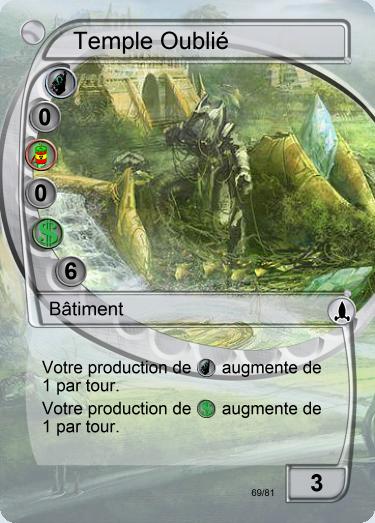 Temple Oublié
0
0
$
6
Bâtiment
Votre production de augmente de
1 par tour.
Votre production de $ augmente de
1 par tour.
69/81
3